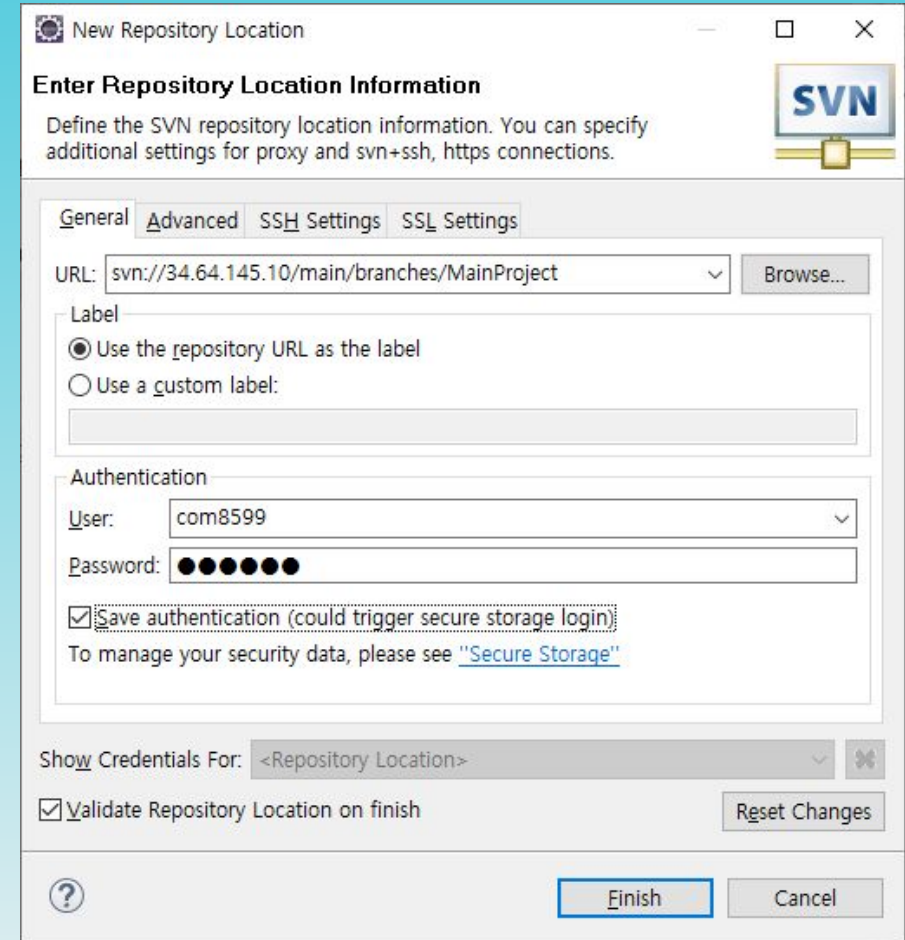 New Repository Location
Enter Repository Location Information
Define the SVN repository location information. You can specify
additional settings for proxy and svn+ssh, https connections.
SVN
General Advanced SSH Settings SSL Settings
URL: svn://34.64.145.10/main/branches/MainProject Browse...
Label
Use the repository URL as the label
Use a custom label:
Authentication
User: com8599
Password: ●●●●●●
Save authentication (could trigger secure storage login)
To manage your security data, please see "Secure Storage"
Show Credentials For: <Repository Location>
Validate Repository Location on finish Reset Changes
? Finish Cancel